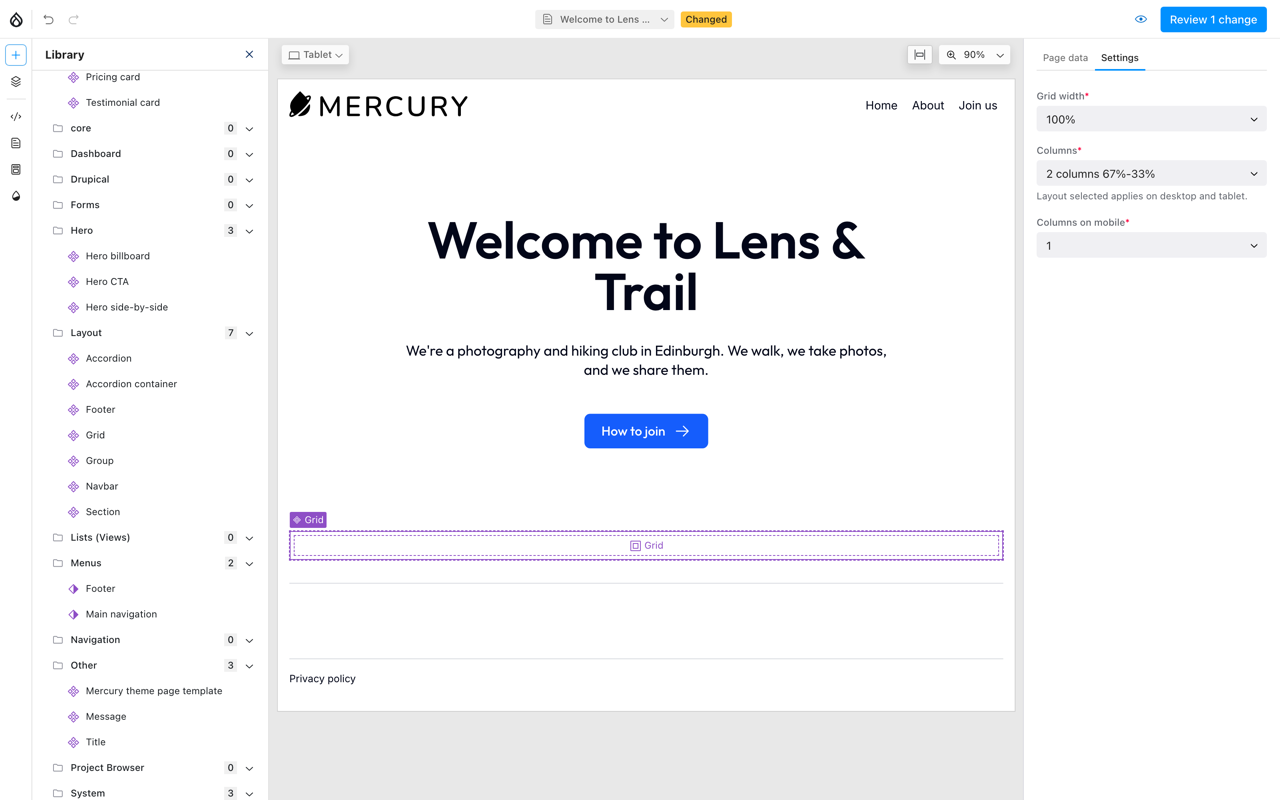 Welcome to Lens ...
Changed
Review 1 change
Library
Pricing card
Testimonial card
core 0
Dashboard 0
Drupical 0
Forms 0
Hero 3
Hero billboard
Hero CTA
Hero side-by-side
Layout 7
Accordion
Accordion container
Footer
Grid
Group
Navbar
Section
Lists (Views) 0
Menus 2
Footer
Main navigation
Navigation 0
Other 3
Mercury theme page template
Message
Title
Project Browser 0
System 3
Tablet
90%
MERCURY
Home About Join us
Welcome to Lens &
Trail
We're a photography and hiking club in Edinburgh. We walk, we take photos,
and we share them.
How to join
Grid
Grid
Privacy policy
Page data Settings
Grid width*
100%
Columns*
2 columns 67%-33%
Layout selected applies on desktop and tablet.
Columns on mobile*
1